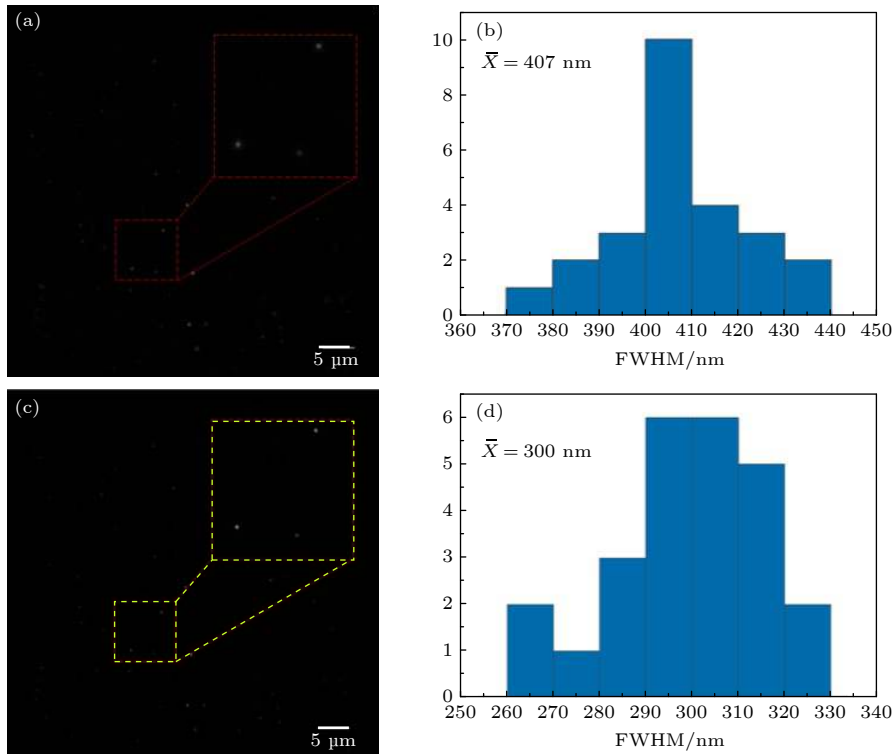 (a)
5 µm
(b)
X̄ = 407 nm
10
8
6
4
2
0
360 370 380 390 400 410 420 430 440 450
FWHM/nm
(c)
5 µm
(d)
X̄ = 300 nm
6
5
4
3
2
1
0
250 260 270 280 290 300 310 320 330 340
FWHM/nm